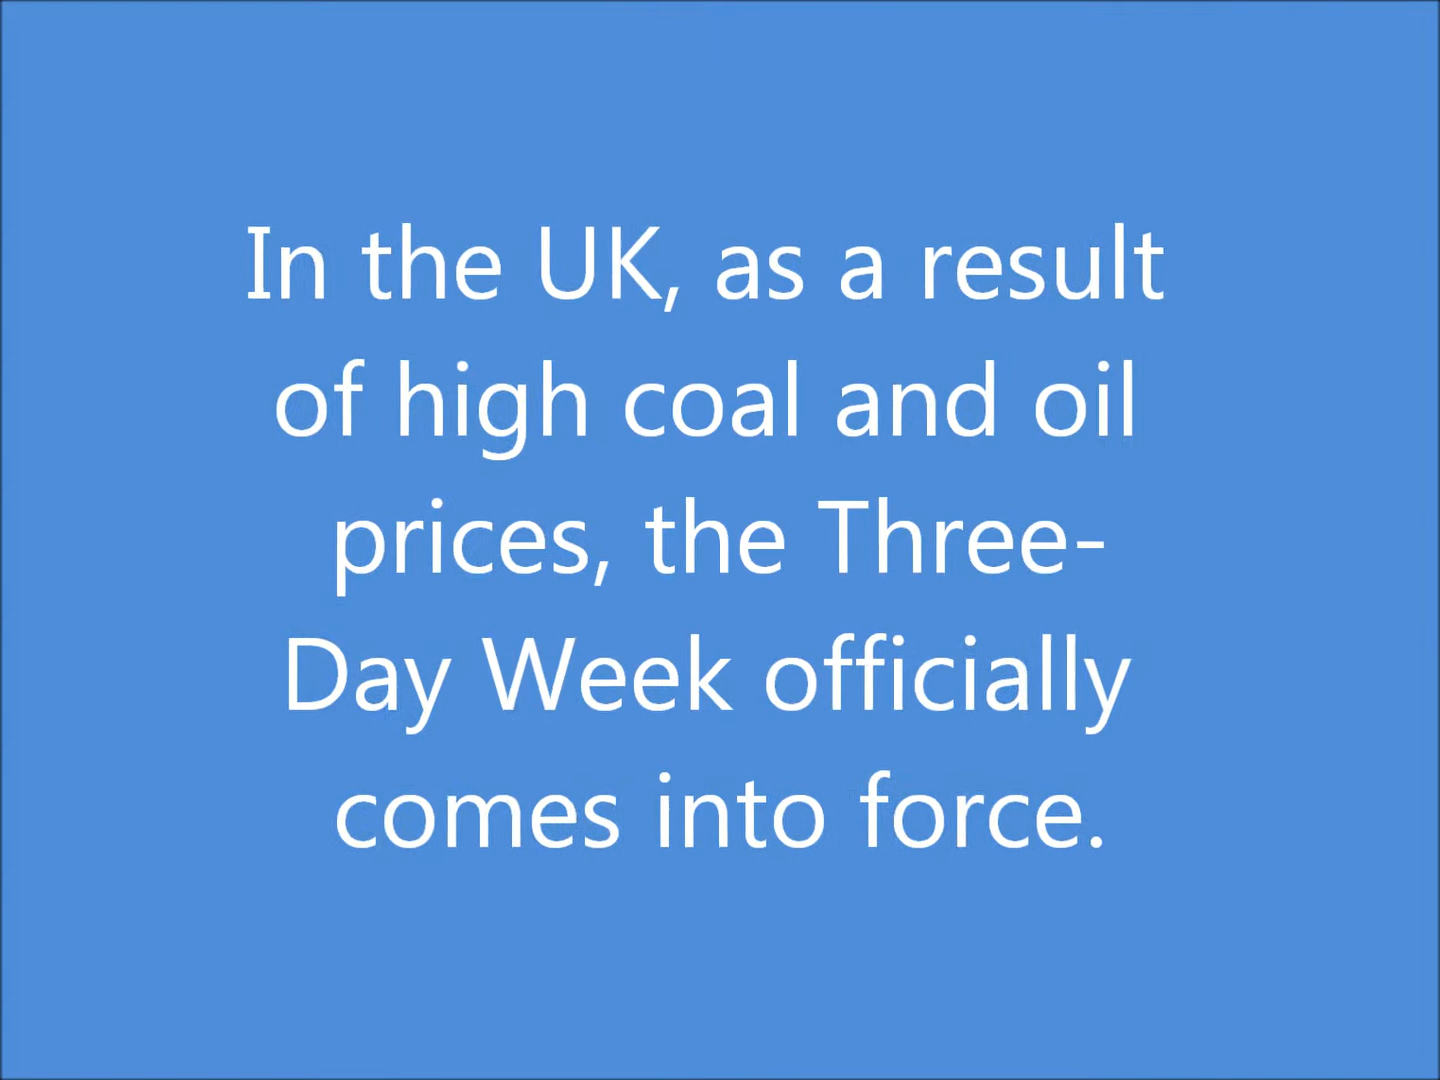 In the UK, as a result
of high coal and oil
prices, the Three-
Day Week officially
comes into force.